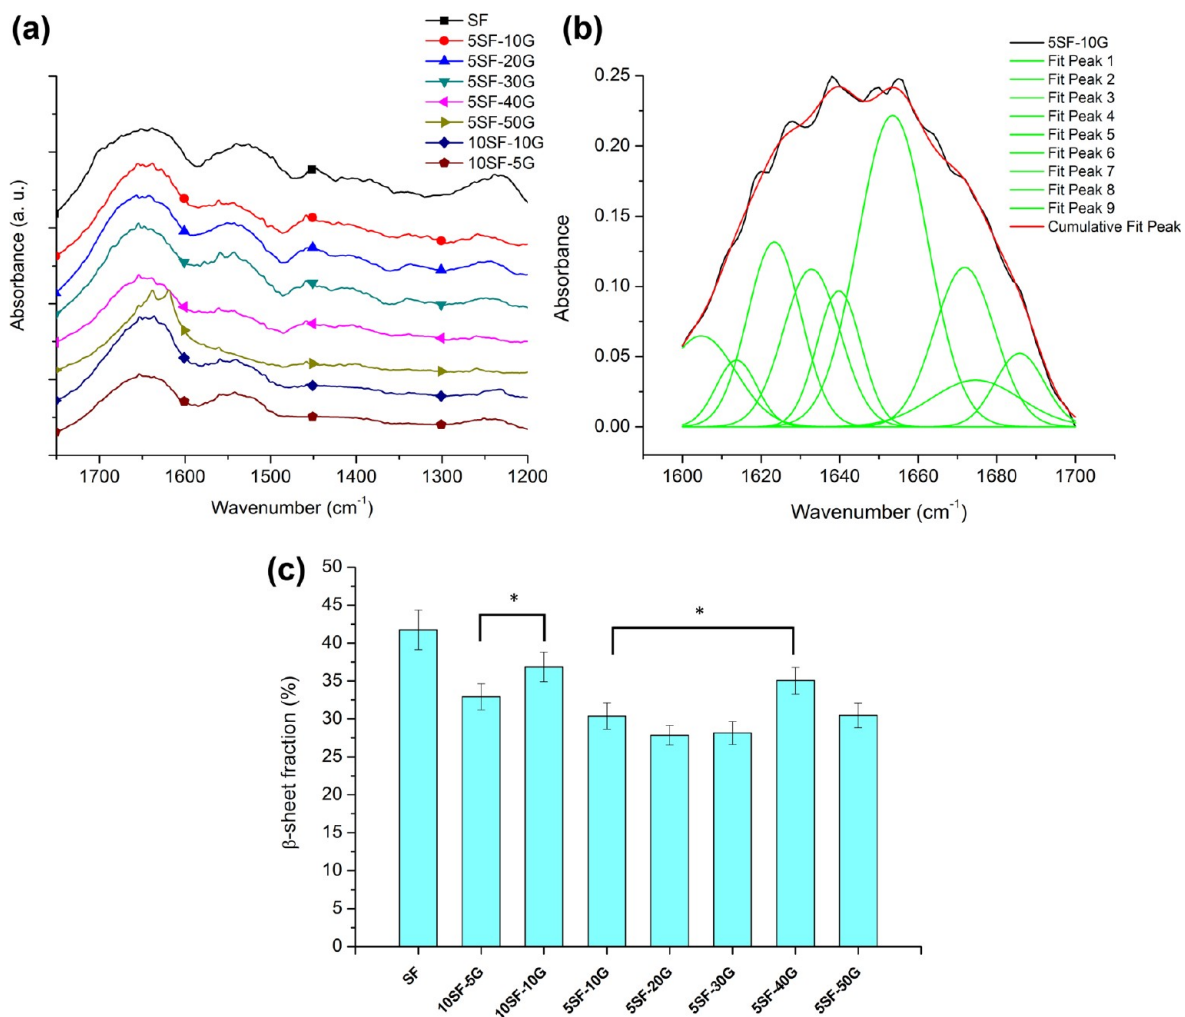 (a)
SF
5SF-10G
5SF-20G
5SF-30G
5SF-40G
5SF-50G
10SF-10G
10SF-5G
Absorbance (a. u.)
1700 1600 1500 1400 1300 1200
Wavenumber (cm-1)
(b)
5SF-10G
Fit Peak 1
Fit Peak 2
Fit Peak 3
Fit Peak 4
Fit Peak 5
Fit Peak 6
Fit Peak 7
Fit Peak 8
Fit Peak 9
Cumulative Fit Peak
Absorbance
0.25
0.20
0.15
0.10
0.05
0.00
1600 1620 1640 1660 1680 1700
Wavenumber (cm-1)
(c)
β-sheet fraction (%)
50
45
40
35
30
25
20
15
10
5
0
* *
SF 10SF-5G 10SF-10G 5SF-10G 5SF-20G 5SF-30G 5SF-40G 5SF-50G